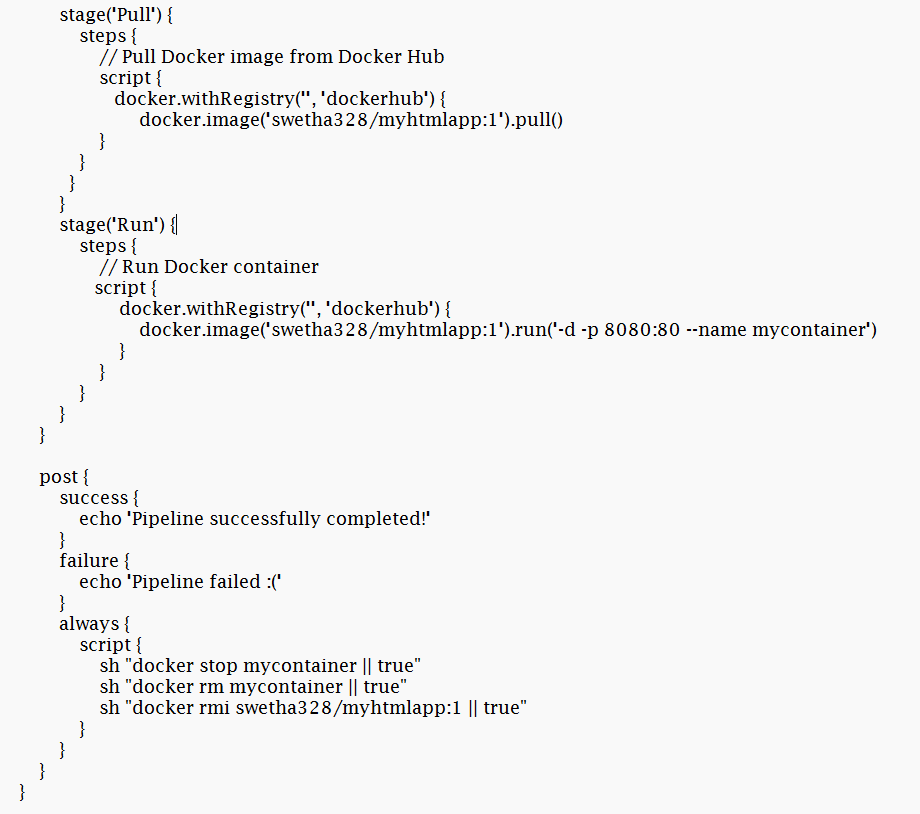 stage('Pull') {
steps {
// Pull Docker image from Docker Hub
script {
docker.withRegistry('', 'dockerhub') {
docker.image('swetha328/myhtmlapp:1').pull()
}
}
}
}
stage('Run') {
steps {
// Run Docker container
script {
docker.withRegistry('', 'dockerhub') {
docker.image('swetha328/myhtmlapp:1').run('-d -p 8080:80 --name mycontainer')
}
}
}
}
}
post {
success {
echo 'Pipeline successfully completed!'
}
failure {
echo 'Pipeline failed :('
}
always {
script {
sh "docker stop mycontainer || true"
sh "docker rm mycontainer || true"
sh "docker rmi swetha328/myhtmlapp:1 || true"
}
}
}
}